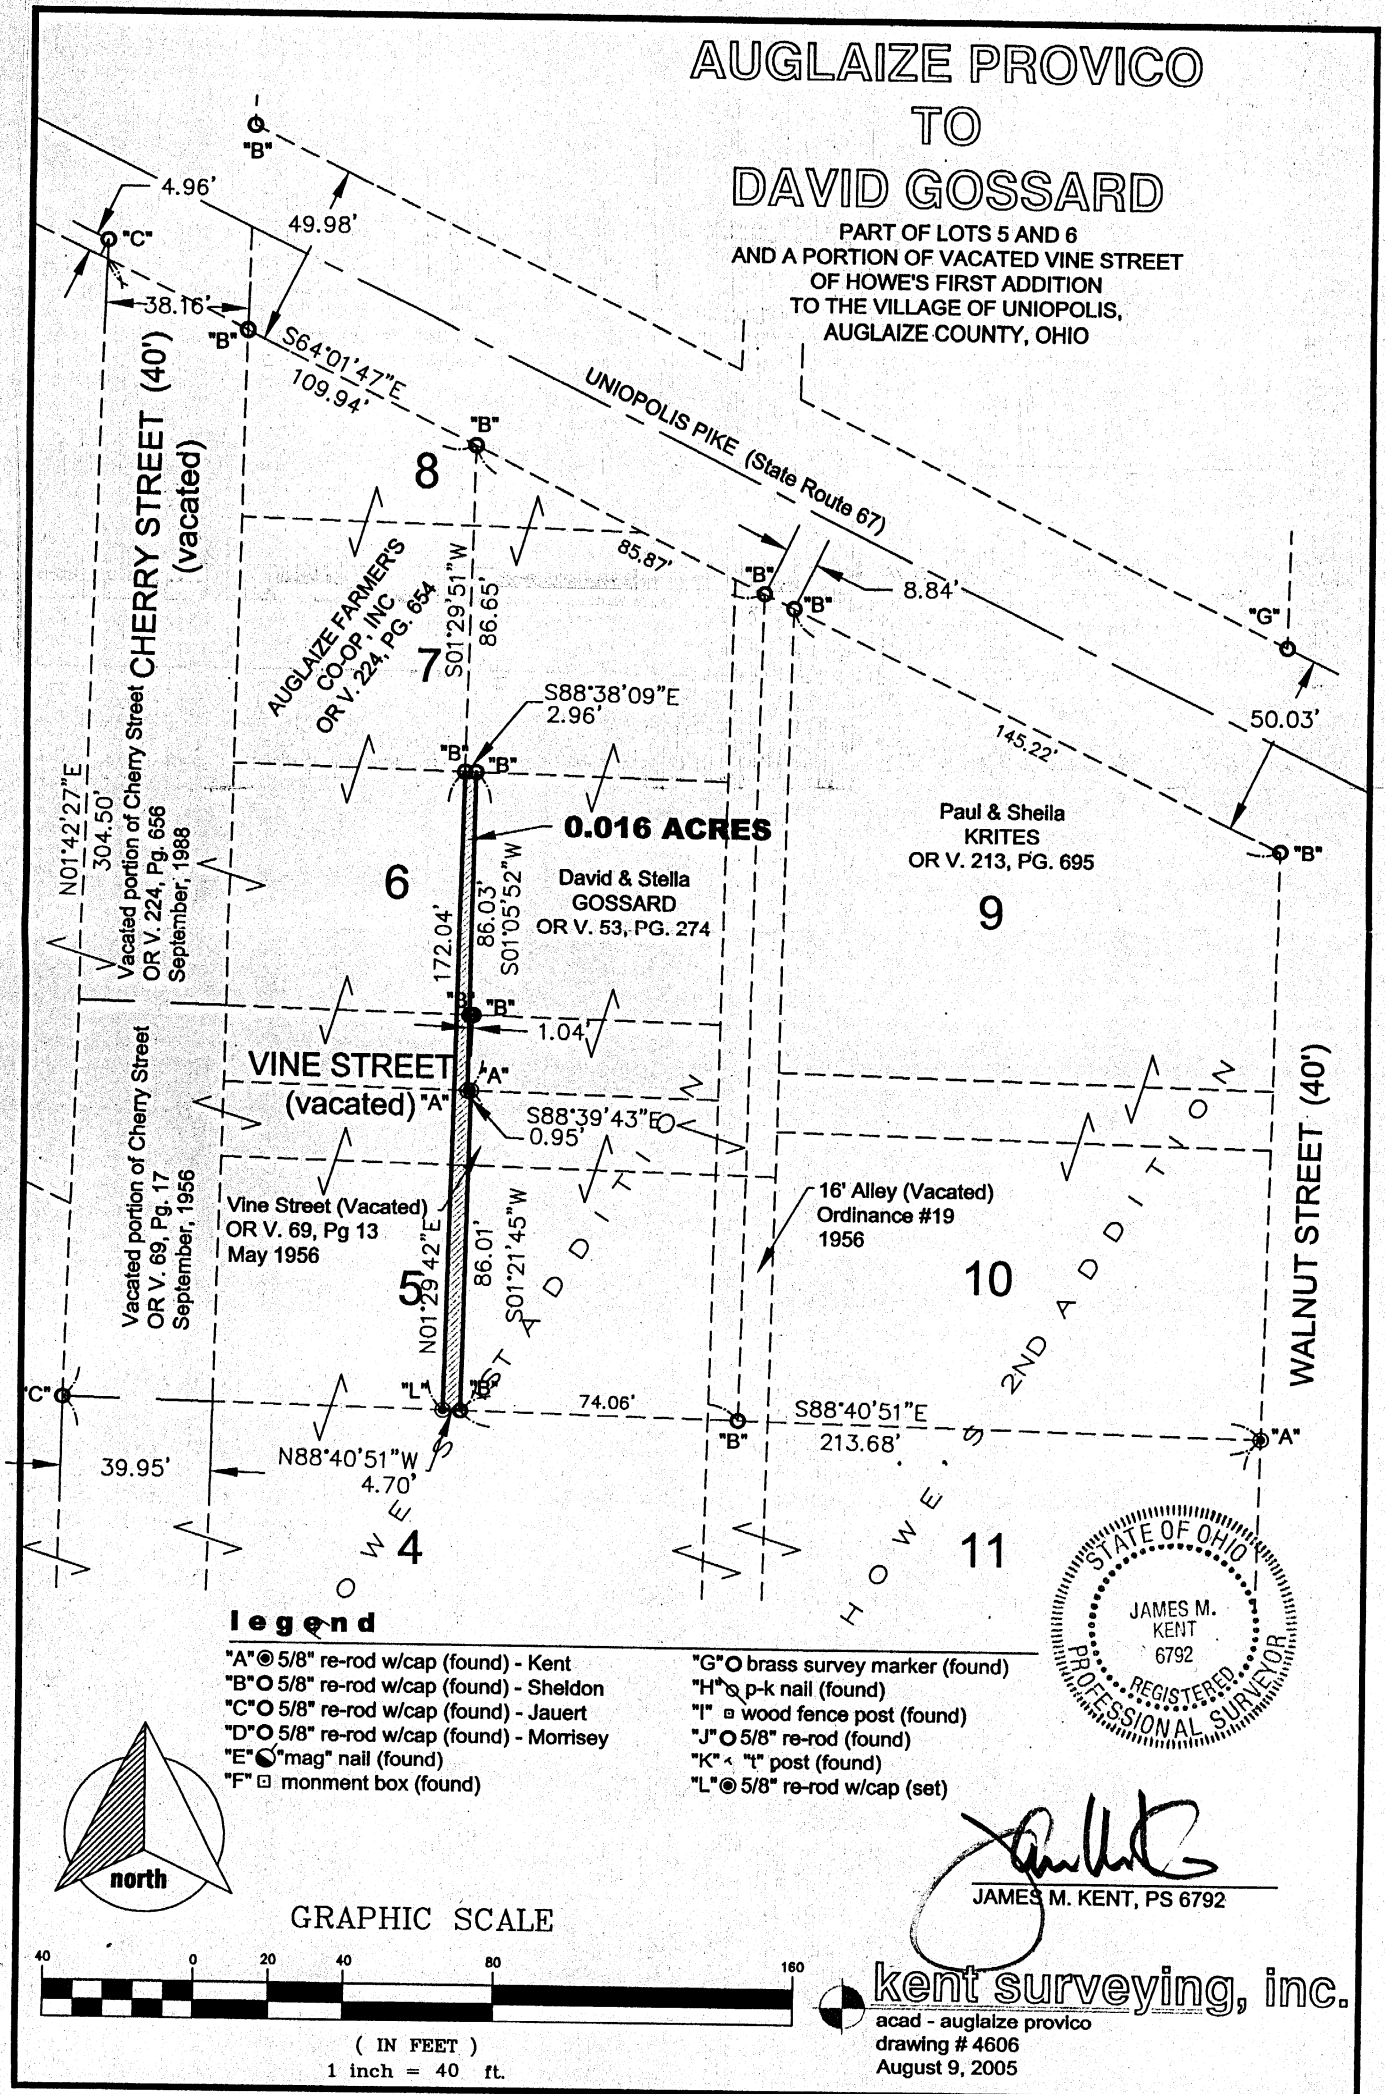 AUGLAIZE PROVICO
TO
DAVID GOSSARD
PART OF LOTS 5 AND 6
AND A PORTION OF VACATED VINE STREET
OF HOWE'S FIRST ADDITION
TO THE VILLAGE OF UNIOPOLIS,
AUGLAIZE COUNTY, OHIO
"B"
4.96'
"C"
49.98'
38.16'
"B"
S64°01'47"E
109.94'
UNIOPOLIS PIKE (State Route 67)
"B"
8
85.87'
"B"
"B"
8.84'
"G"
50.03'
145.22'
"B"
CHERRY STREET (40')
(vacated)
AUGLAIZE FARMER'S
CO-OP, INC
OR V. 224, PG. 654
7
S01°29'51"W
86.65'
S88°38'09"E
2.96'
"B"
"B"
N01°42'27"E
304.50'
Vacated portion of Cherry Street
OR V. 224, Pg. 656
September, 1988
0.016 ACRES
6
172.04'
86.03'
S01°05'52"W
David & Stella
GOSSARD
OR V. 53, PG. 274
Paul & Sheila
KRITES
OR V. 213, PG. 695
9
"B"
"B"
1.04'
VINE STREET
(vacated)
"A"
"A"
S88°39'43"E
0.95'
Vacated portion of Cherry Street
OR V. 69, Pg. 17
September, 1956
Vine Street (Vacated)
OR V. 69, Pg 13
May 1956
5
N01°29'42"E
86.01'
S01°21'45"W
16' Alley (Vacated)
Ordinance #19
1956
10
WALNUT STREET (40')
HOWE'S 1ST ADDITION
HOWE'S 2ND ADDITION
"C"
"L"
"B"
74.06'
"B"
S88°40'51"E
213.68'
"A"
39.95'
N88°40'51"W
4.70'
4
11
STATE OF OHIO
JAMES M.
KENT
6792
REGISTERED
PROFESSIONAL SURVEYOR
legend
"A" 5/8" re-rod w/cap (found) - Kent
"B" 5/8" re-rod w/cap (found) - Sheldon
"C" 5/8" re-rod w/cap (found) - Jauert
"D" 5/8" re-rod w/cap (found) - Morrisey
"E" "mag" nail (found)
"F" monment box (found)
"G" brass survey marker (found)
"H" p-k nail (found)
"I" wood fence post (found)
"J" 5/8" re-rod (found)
"K" "t" post (found)
"L" 5/8" re-rod w/cap (set)
north
JAMES M. KENT, PS 6792
GRAPHIC SCALE
40 0 20 40 80 160
( IN FEET )
1 inch = 40 ft.
kent surveying, inc.
acad - auglaize provico
drawing # 4606
August 9, 2005